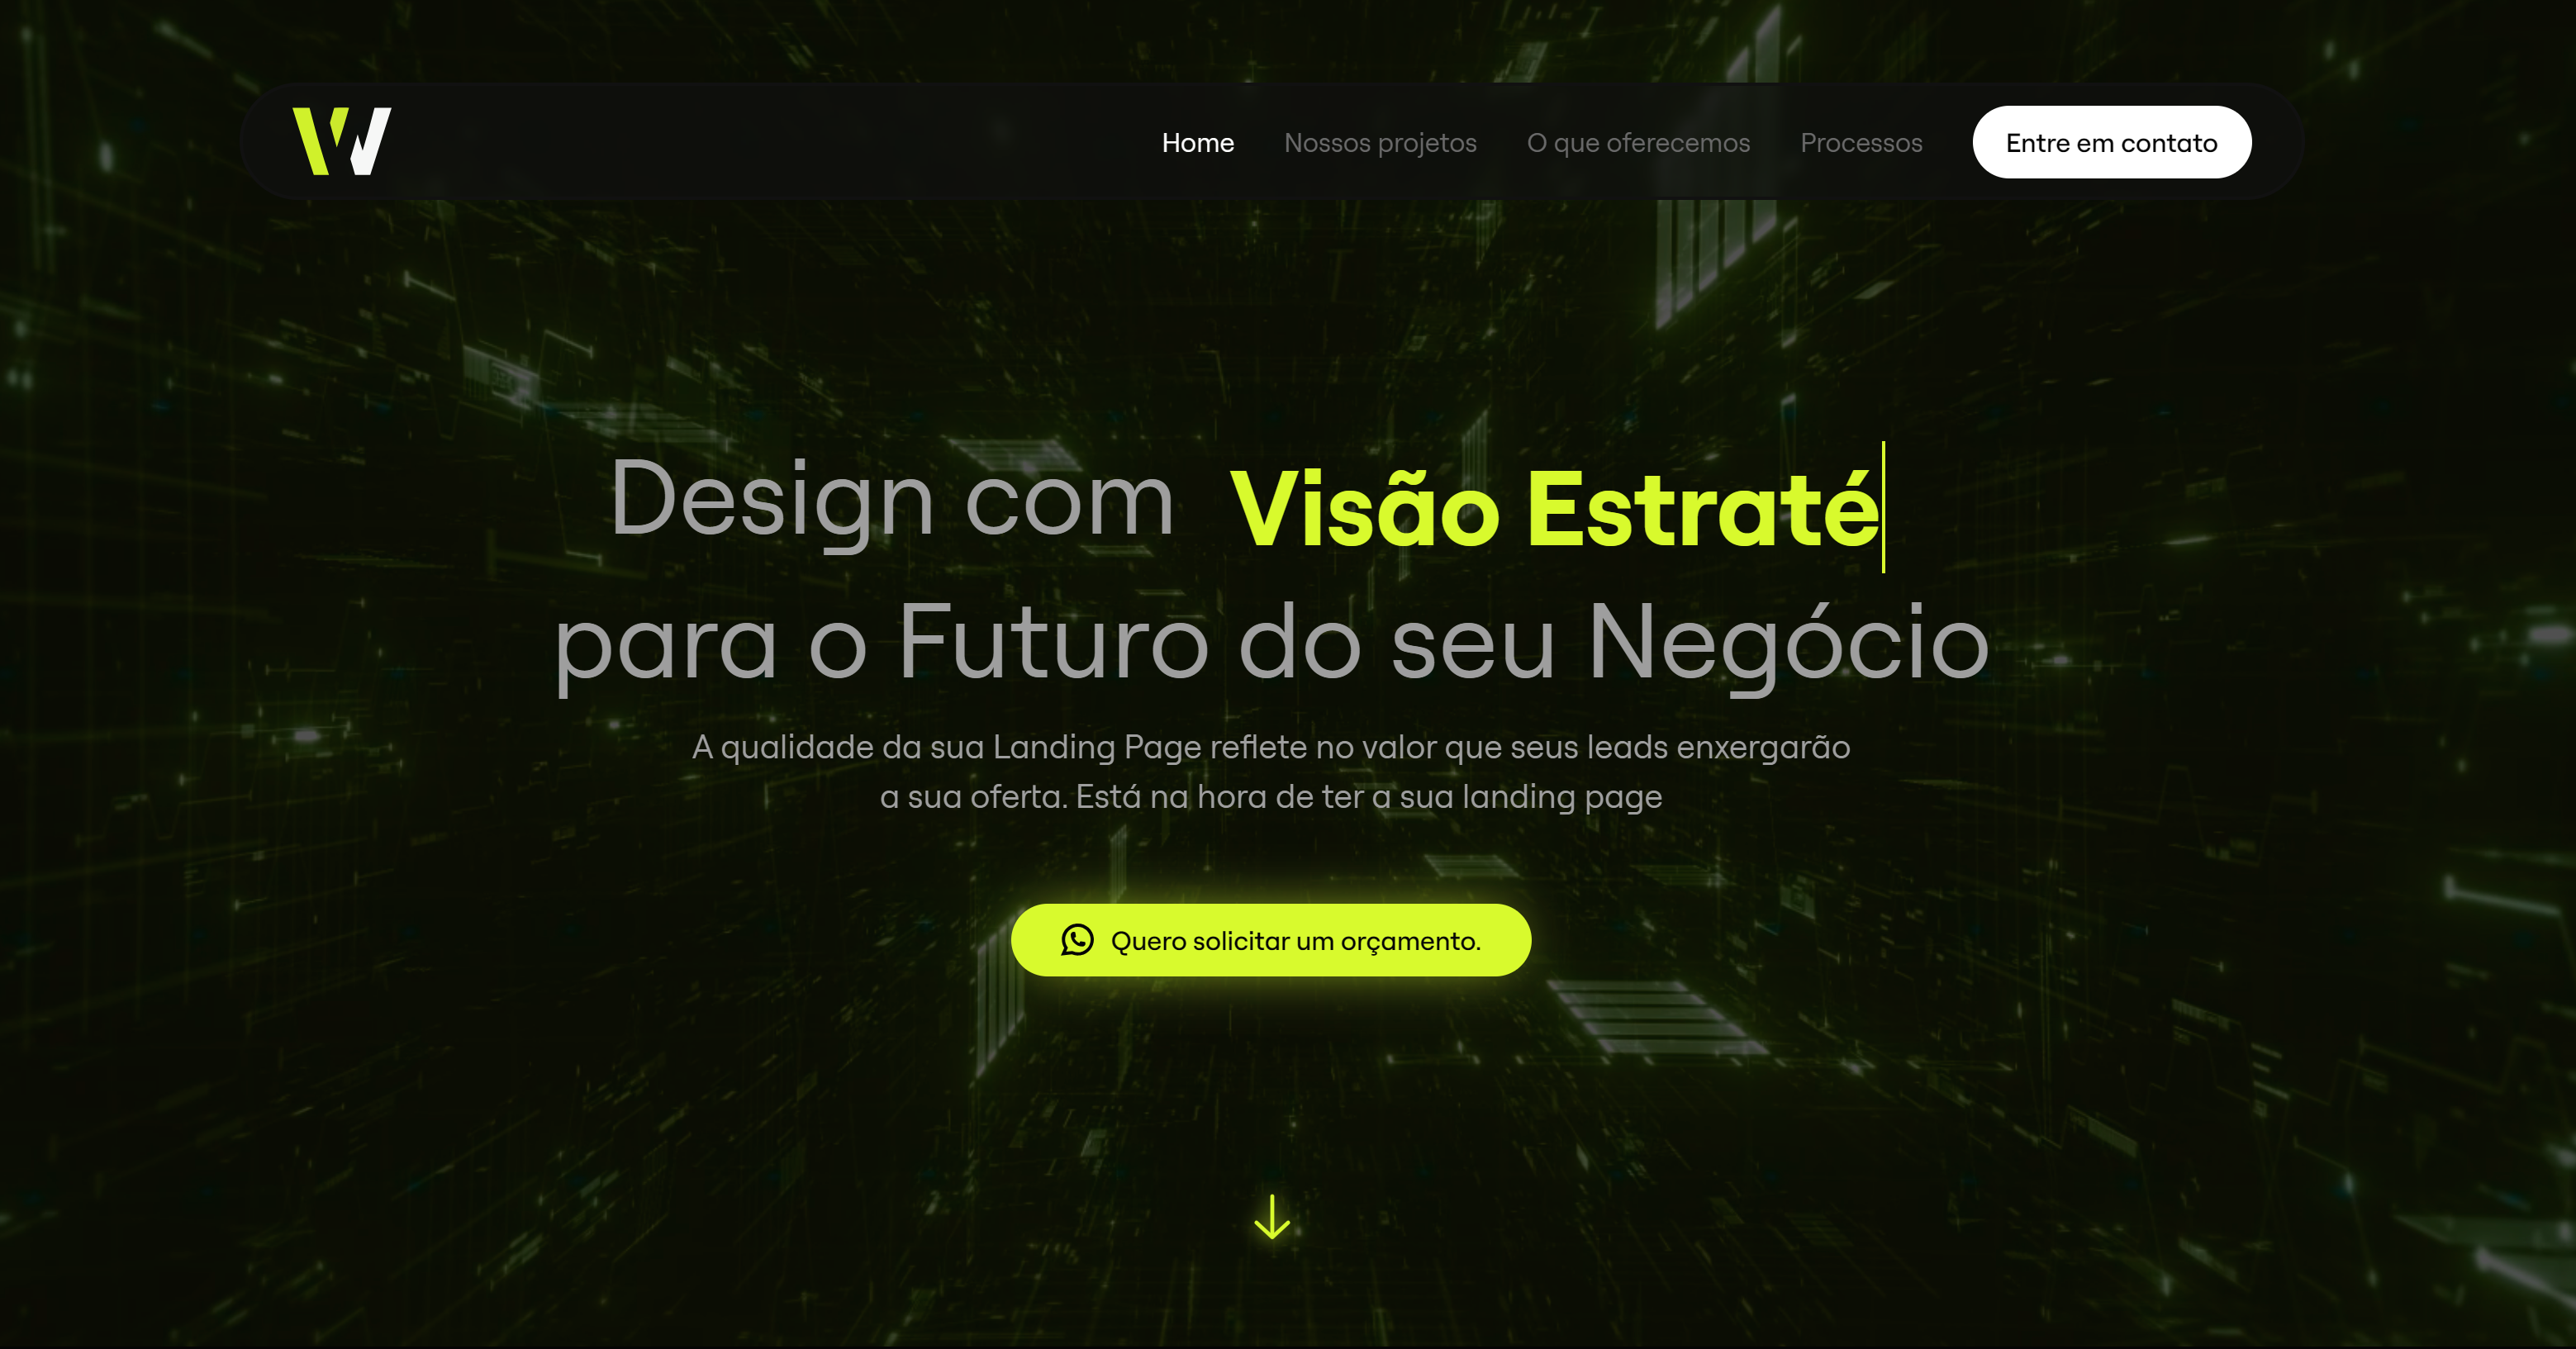 W
Home Nossos projetos O que oferecemos Processos Entre em contato
Design com Visão Estraté
para o Futuro do seu Negócio
A qualidade da sua Landing Page reflete no valor que seus leads enxergarão
a sua oferta. Está na hora de ter a sua landing page
Quero solicitar um orçamento.